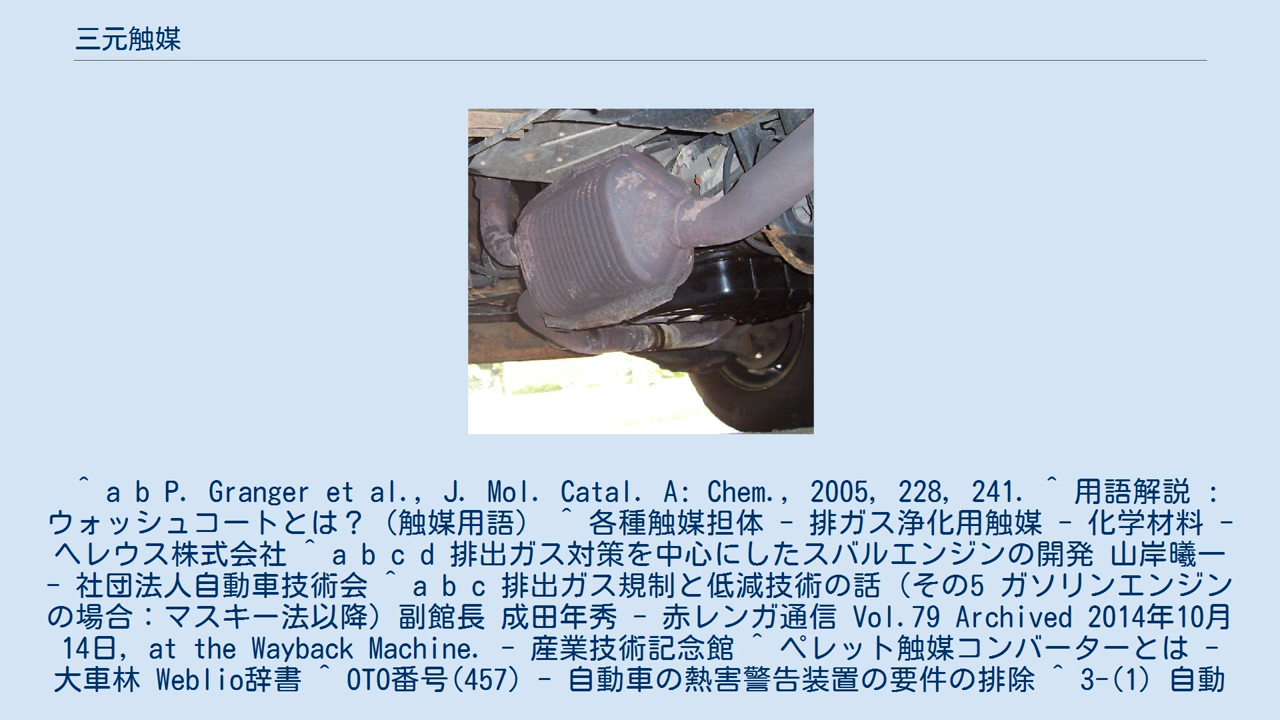 三元触媒
^ a b P. Granger et al., J. Mol. Catal. A: Chem., 2005, 228, 241. ^ 用語解説 :
ウォッシュコートとは？（触媒用語） ^ 各種触媒担体 - 排ガス浄化用触媒 - 化学材料 -
ヘレウス株式会社 ^ a b c d 排出ガス対策を中心にしたスバルエンジンの開発 山岸曦一
- 社団法人自動車技術会 ^ a b c 排出ガス規制と低減技術の話（その5 ガソリンエンジン
の場合：マスキー法以降）副館長 成田年秀 - 赤レンガ通信 Vol.79 Archived 2014年10月
14日, at the Wayback Machine. - 産業技術記念館 ^ ペレット触媒コンバーターとは -
大車林 Weblio辞書 ^ OTO番号(457) - 自動車の熱害警告装置の要件の排除 ^ 3-(1) 自動